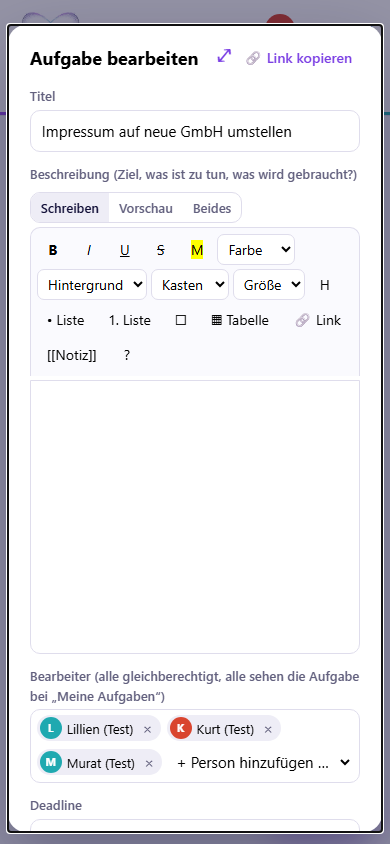 Aufgabe bearbeiten 🔗 Link kopieren
Titel
Impressum auf neue GmbH umstellen
Beschreibung (Ziel, was ist zu tun, was wird gebraucht?)
Schreiben Vorschau Beides
B I U S M Farbe
Hintergrund Kasten Größe H
• Liste 1. Liste ☐ ▦ Tabelle 🔗 Link
[[Notiz]] ?
Bearbeiter (alle gleichberechtigt, alle sehen die Aufgabe
bei „Meine Aufgaben“)
L Lillien (Test) × K Kurt (Test) ×
M Murat (Test) × + Person hinzufügen ...
Deadline